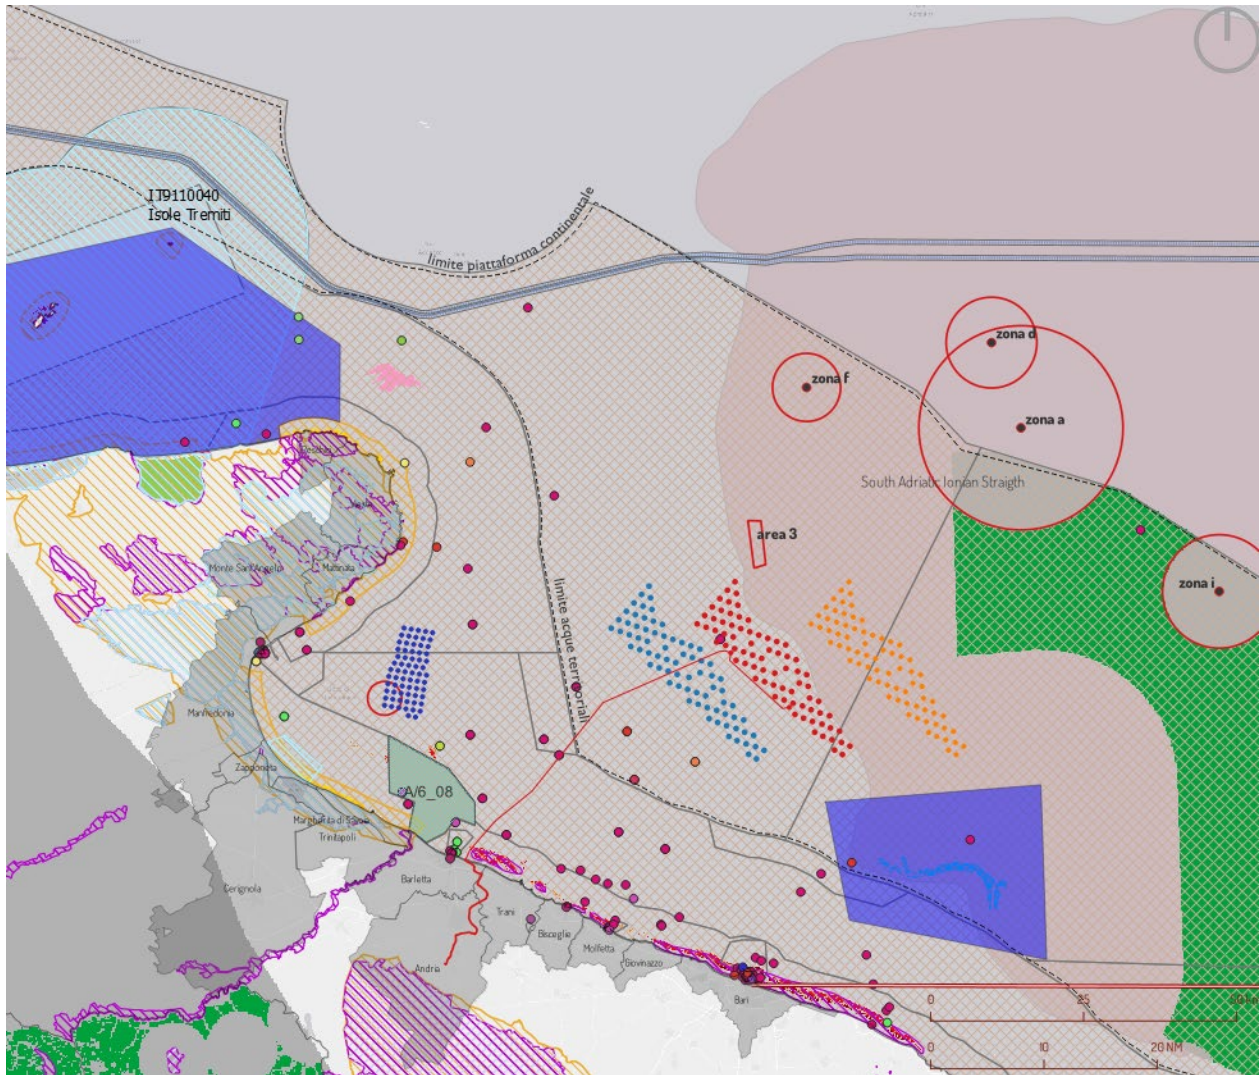 IT9110040
Isole Tremiti
limite piattaforma continentale
zona d
zona f
zona a
South Adriatic Ionian Straigth
area 3
Monte Sant'Angelo
Mattinata
zona i
limite acque territoriali
Manfredonia
Zapponeta
A/6_08
Margherita di Savoia
Trinitapoli
Cerignola
Barletta
Trani
Bisceglie
Molfetta
Giovinazzo
Andria
Bari
0
25
0
10
20 NM